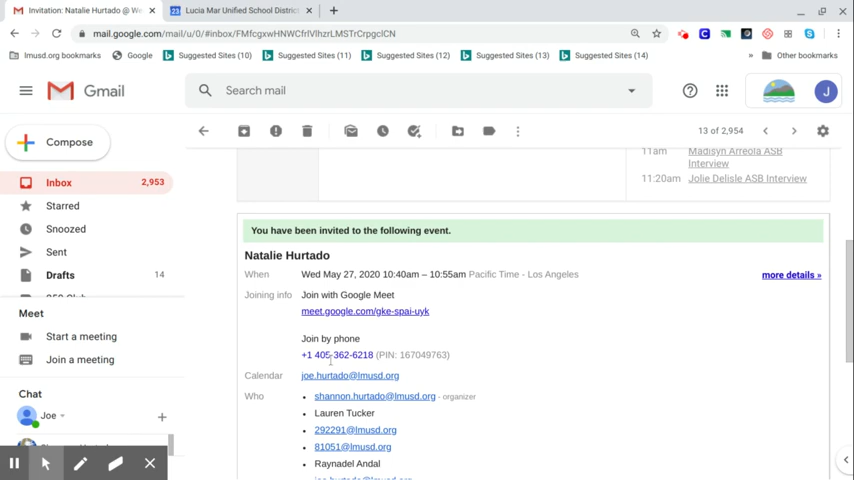 Invitation: Natalie Hurtado @ We
Lucia Mar Unified School District
mail.google.com/mail/u/0/#inbox/FMfcgxwHNWCfrlVlhzrLMSTrCrpgclCN
lmusd.org bookmarks
Google
Suggested Sites (10)
Suggested Sites (11)
Suggested Sites (12)
Suggested Sites (13)
Suggested Sites (14)
» Other bookmarks
Gmail
Search mail
J
Compose
13 of 2,954
Inbox 2,953
Starred
Snoozed
Sent
Drafts 14
Meet
Start a meeting
Join a meeting
Chat
Joe
11am Madisyn Arreola ASB
Interview
11:20am Jolie Delisle ASB Interview
You have been invited to the following event.
Natalie Hurtado
When Wed May 27, 2020 10:40am – 10:55am Pacific Time - Los Angeles
more details »
Joining info Join with Google Meet
meet.google.com/gke-spai-uyk
Join by phone
+1 405-362-6218 (PIN: 167049763)
Calendar joe.hurtado@lmusd.org
Who • shannon.hurtado@lmusd.org - organizer
• Lauren Tucker
• 292291@lmusd.org
• 81051@lmusd.org
• Raynadel Andal
joe.hurtado@lmusd.org